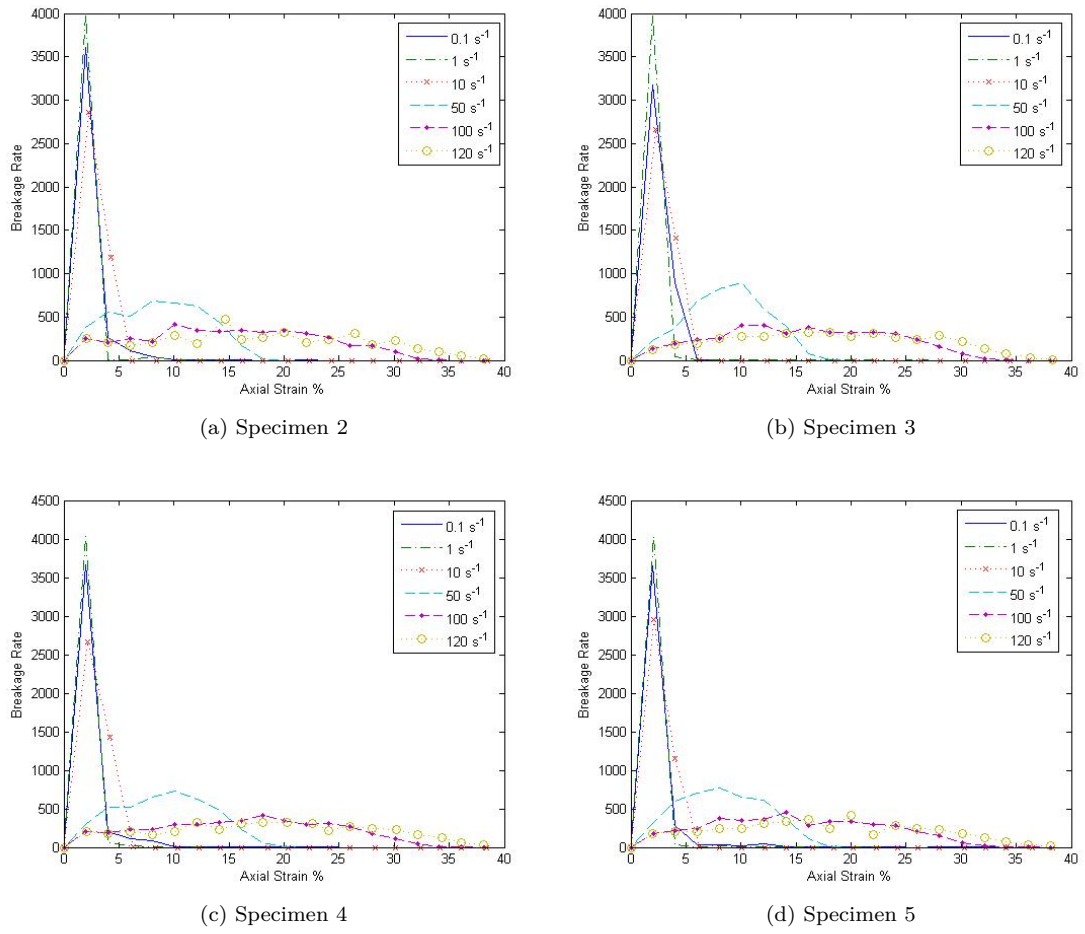 4000
3500
3000
2500
2000
1500
1000
500
0
Breakage Rate
0 5 10 15 20 25 30 35 40
Axial Strain %
0.1 s⁻¹
1 s⁻¹
10 s⁻¹
50 s⁻¹
100 s⁻¹
120 s⁻¹
(a) Specimen 2
4000
3500
3000
2500
2000
1500
1000
500
0
Breakage Rate
0 5 10 15 20 25 30 35 40
Axial Strain %
0.1 s⁻¹
1 s⁻¹
10 s⁻¹
50 s⁻¹
100 s⁻¹
120 s⁻¹
(b) Specimen 3
4500
4000
3500
3000
2500
2000
1500
1000
500
0
Breakage Rate
0 5 10 15 20 25 30 35 40
Axial Strain %
0.1 s⁻¹
1 s⁻¹
10 s⁻¹
50 s⁻¹
100 s⁻¹
120 s⁻¹
(c) Specimen 4
4500
4000
3500
3000
2500
2000
1500
1000
500
0
Breakage Rate
0 5 10 15 20 25 30 35 40
Axial Strain %
0.1 s⁻¹
1 s⁻¹
10 s⁻¹
50 s⁻¹
100 s⁻¹
120 s⁻¹
(d) Specimen 5